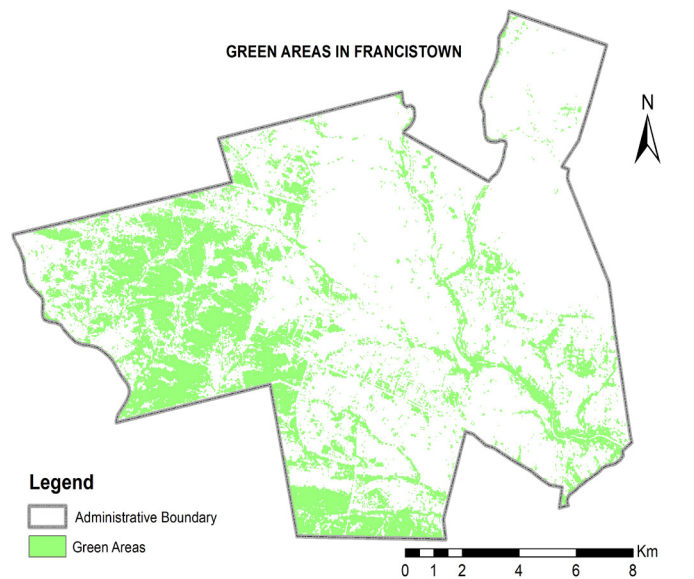 GREEN AREAS IN FRANCISTOWN
N
Legend
Administrative Boundary
Green Areas
Km
0 1 2 4 6 8